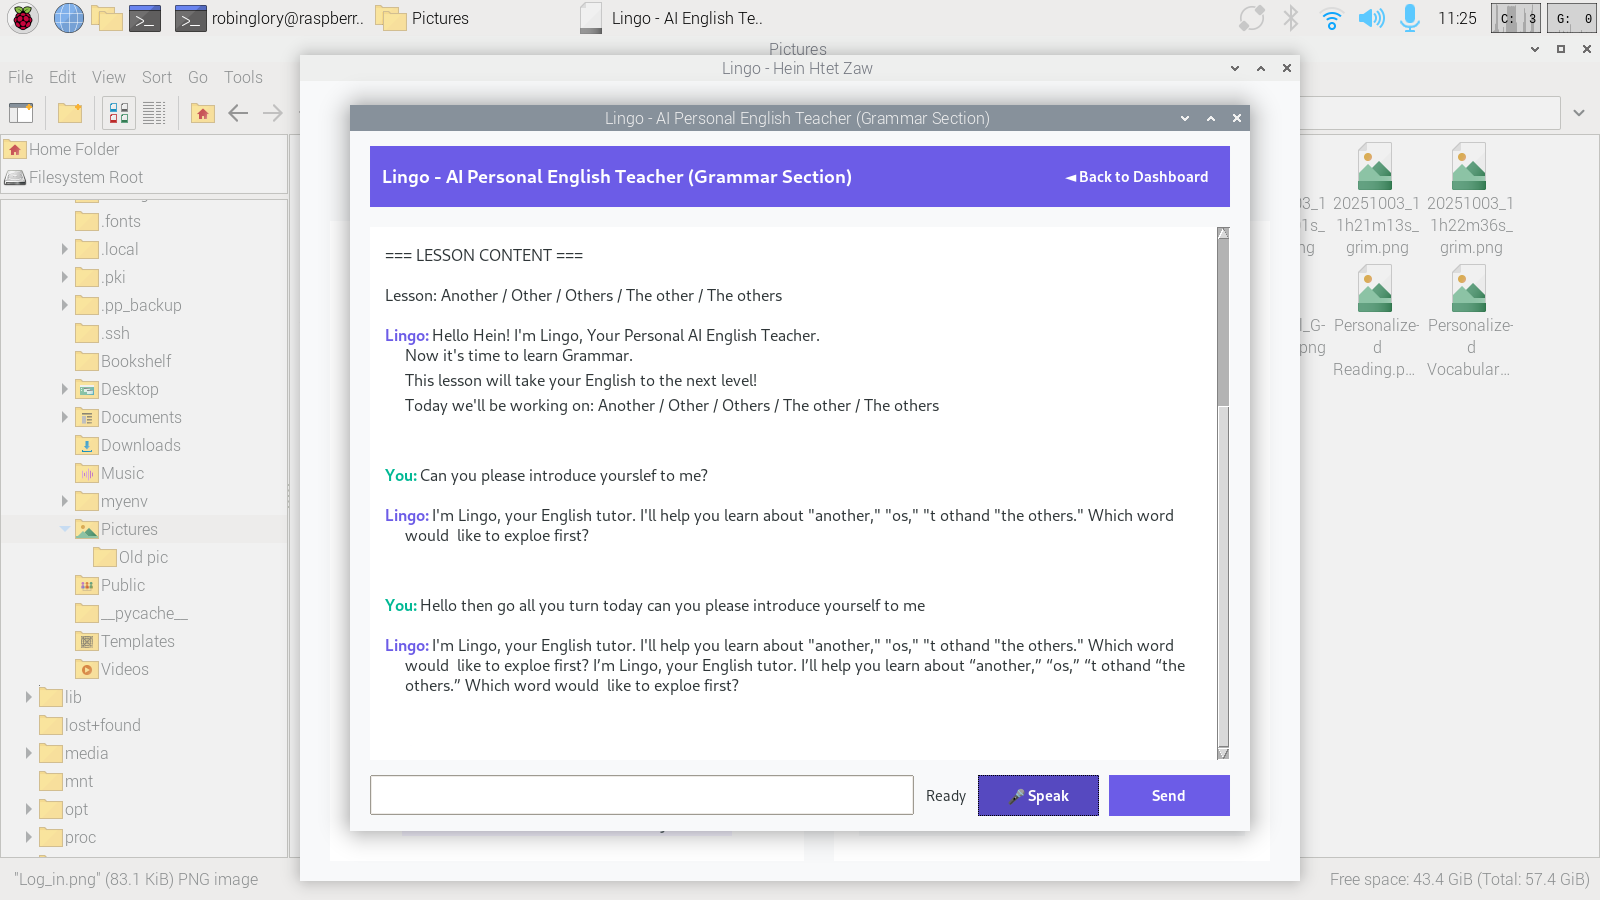 robinglory@raspberr..
Pictures
Lingo - AI English Te..
11:25
C: 3
G: 0
Pictures
File Edit View Sort Go Tools
Lingo - Hein Htet Zaw
Lingo - AI Personal English Teacher (Grammar Section)
Lingo - AI Personal English Teacher (Grammar Section)
◄ Back to Dashboard
=== LESSON CONTENT ===
Lesson: Another / Other / Others / The other / The others
Lingo: Hello Hein! I'm Lingo, Your Personal AI English Teacher.
Now it's time to learn Grammar.
This lesson will take your English to the next level!
Today we'll be working on: Another / Other / Others / The other / The others
You: Can you please introduce yourslef to me?
Lingo: I'm Lingo, your English tutor. I'll help you learn about "another," "os," "t othand "the others." Which word
would  like to exploe first?
You: Hello then go all you turn today can you please introduce yourself to me
Lingo: I'm Lingo, your English tutor. I'll help you learn about "another," "os," "t othand "the others." Which word
would  like to exploe first? I’m Lingo, your English tutor. I’ll help you learn about “another,” “os,” “t othand “the
others.” Which word would  like to exploe first?
Ready
Speak
Send
Home Folder
Filesystem Root
.fonts
.local
.pki
.pp_backup
.ssh
Bookshelf
Desktop
Documents
Downloads
Music
myenv
Pictures
Old pic
Public
__pycache__
Templates
Videos
lib
lost+found
media
mnt
opt
proc
20251003_1
1h21m13s_
grim.png
20251003_1
1h22m36s_
grim.png
Personalize-
d
Reading.p...
Personalize-
d
Vocabular...
"Log_in.png" (83.1 KiB) PNG image
Free space: 43.4 GiB (Total: 57.4 GiB)